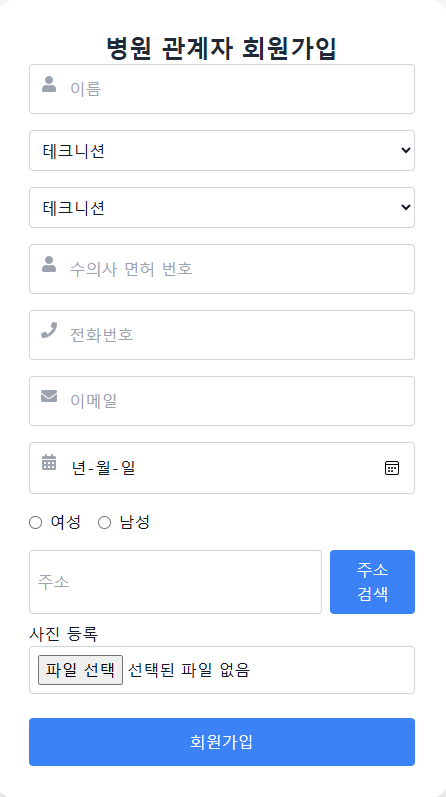 병원 관계자 회원가입
이름
테크니션
테크니션
수의사 면허 번호
전화번호
이메일
년-월-일
여성 남성
주소
주소
검색
사진 등록
파일 선택 선택된 파일 없음
회원가입